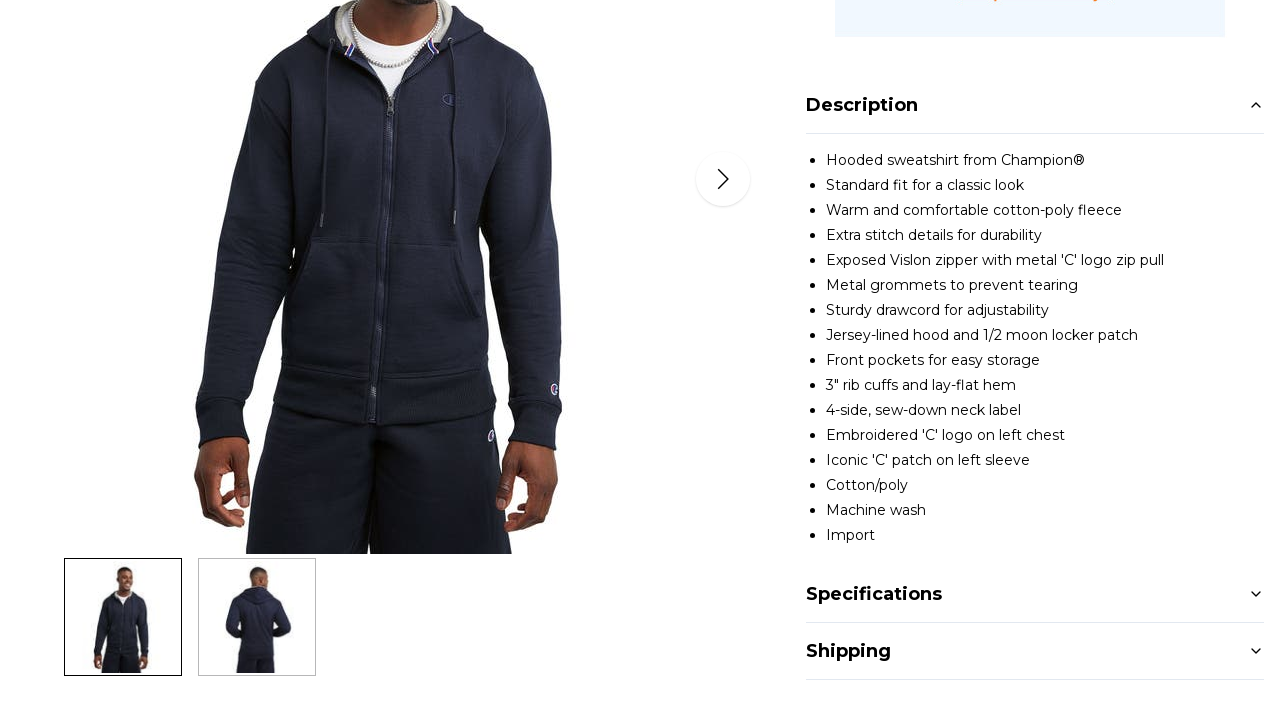 Description
Hooded sweatshirt from Champion®
Standard fit for a classic look
Warm and comfortable cotton-poly fleece
Extra stitch details for durability
Exposed Vislon zipper with metal 'C' logo zip pull
Metal grommets to prevent tearing
Sturdy drawcord for adjustability
Jersey-lined hood and 1/2 moon locker patch
Front pockets for easy storage
3" rib cuffs and lay-flat hem
4-side, sew-down neck label
Embroidered 'C' logo on left chest
Iconic 'C' patch on left sleeve
Cotton/poly
Machine wash
Import
Specifications
Shipping